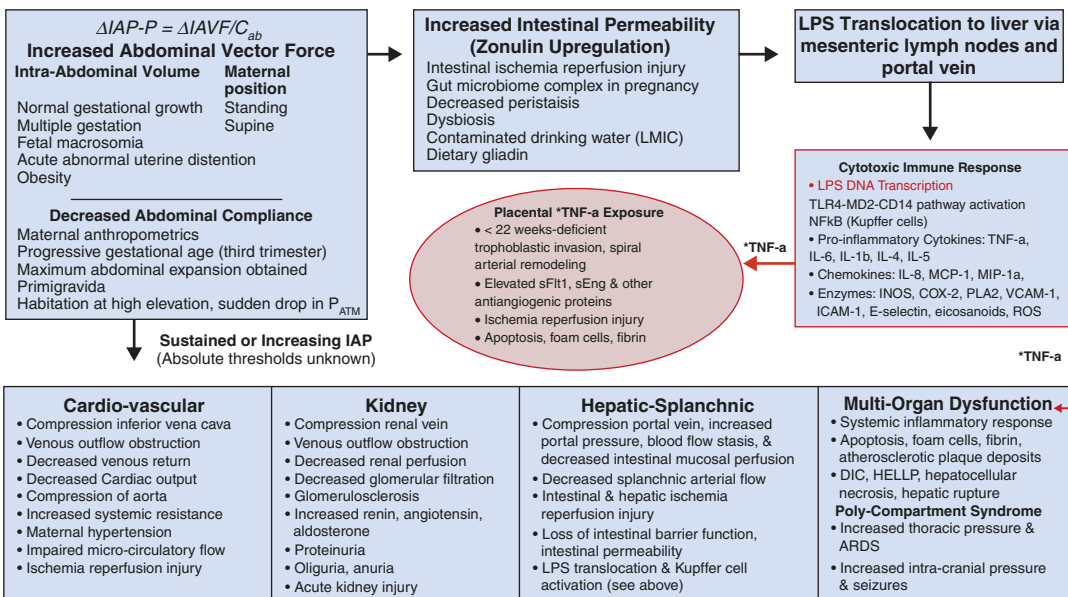 ΔIAP-P = ΔIAVF/C_ab
Increased Abdominal Vector Force
Intra-Abdominal Volume
Normal gestational growth
Multiple gestation
Fetal macrosomia
Acute abnormal uterine distention
Obesity
Maternal
position
Standing
Supine
Decreased Abdominal Compliance
Maternal anthropometrics
Progressive gestational age (third trimester)
Maximum abdominal expansion obtained
Primigravida
Habitation at high elevation, sudden drop in P_ATM
Increased Intestinal Permeability
(Zonulin Upregulation)
Intestinal ischemia reperfusion injury
Gut microbiome complex in pregnancy
Decreased peristaisis
Dysbiosis
Contaminated drinking water (LMIC)
Dietary gliadin
LPS Translocation to liver via
mesenteric lymph nodes and
portal vein
Cytotoxic Immune Response
• LPS DNA Transcription
TLR4-MD2-CD14 pathway activation
NFkB (Kupffer cells)
• Pro-inflammatory Cytokines: TNF-a,
IL-6, IL-1b, IL-4, IL-5
• Chemokines: IL-8, MCP-1, MIP-1a,
• Enzymes: INOS, COX-2, PLA2, VCAM-1,
ICAM-1, E-selectin, eicosanoids, ROS
*TNF-a
Placental *TNF-a Exposure
• < 22 weeks-deficient
trophoblastic invasion, spiral
arterial remodeling
• Elevated sFlt1, sEng & other
antiangiogenic proteins
• Ischemia reperfusion injury
• Apoptosis, foam cells, fibrin
*TNF-a
Sustained or Increasing IAP
(Absolute thresholds unknown)
Cardio-vascular
• Compression inferior vena cava
• Venous outflow obstruction
• Decreased venous return
• Decreased Cardiac output
• Compression of aorta
• Increased systemic resistance
• Maternal hypertension
• Impaired micro-circulatory flow
• Ischemia reperfusion injury
Kidney
• Compression renal vein
• Venous outflow obstruction
• Decreased renal perfusion
• Decreased glomerular filtration
• Glomerulosclerosis
• Increased renin, angiotensin,
aldosterone
• Proteinuria
• Oliguria, anuria
• Acute kidney injury
Hepatic-Splanchnic
• Compression portal vein, increased
portal pressure, blood flow stasis, &
decreased intestinal mucosal perfusion
• Decreased splanchnic arterial flow
• Intestinal & hepatic ischemia
reperfusion injury
• Loss of intestinal barrier function,
intestinal permeability
• LPS translocation & Kupffer cell
activation (see above)
Multi-Organ Dysfunction
• Systemic inflammatory response
• Apoptosis, foam cells, fibrin,
atherosclerotic plaque deposits
• DIC, HELLP, hepatocellular
necrosis, hepatic rupture
Poly-Compartment Syndrome
• Increased thoracic pressure &
ARDS
• Increased intra-cranial pressure
& seizures